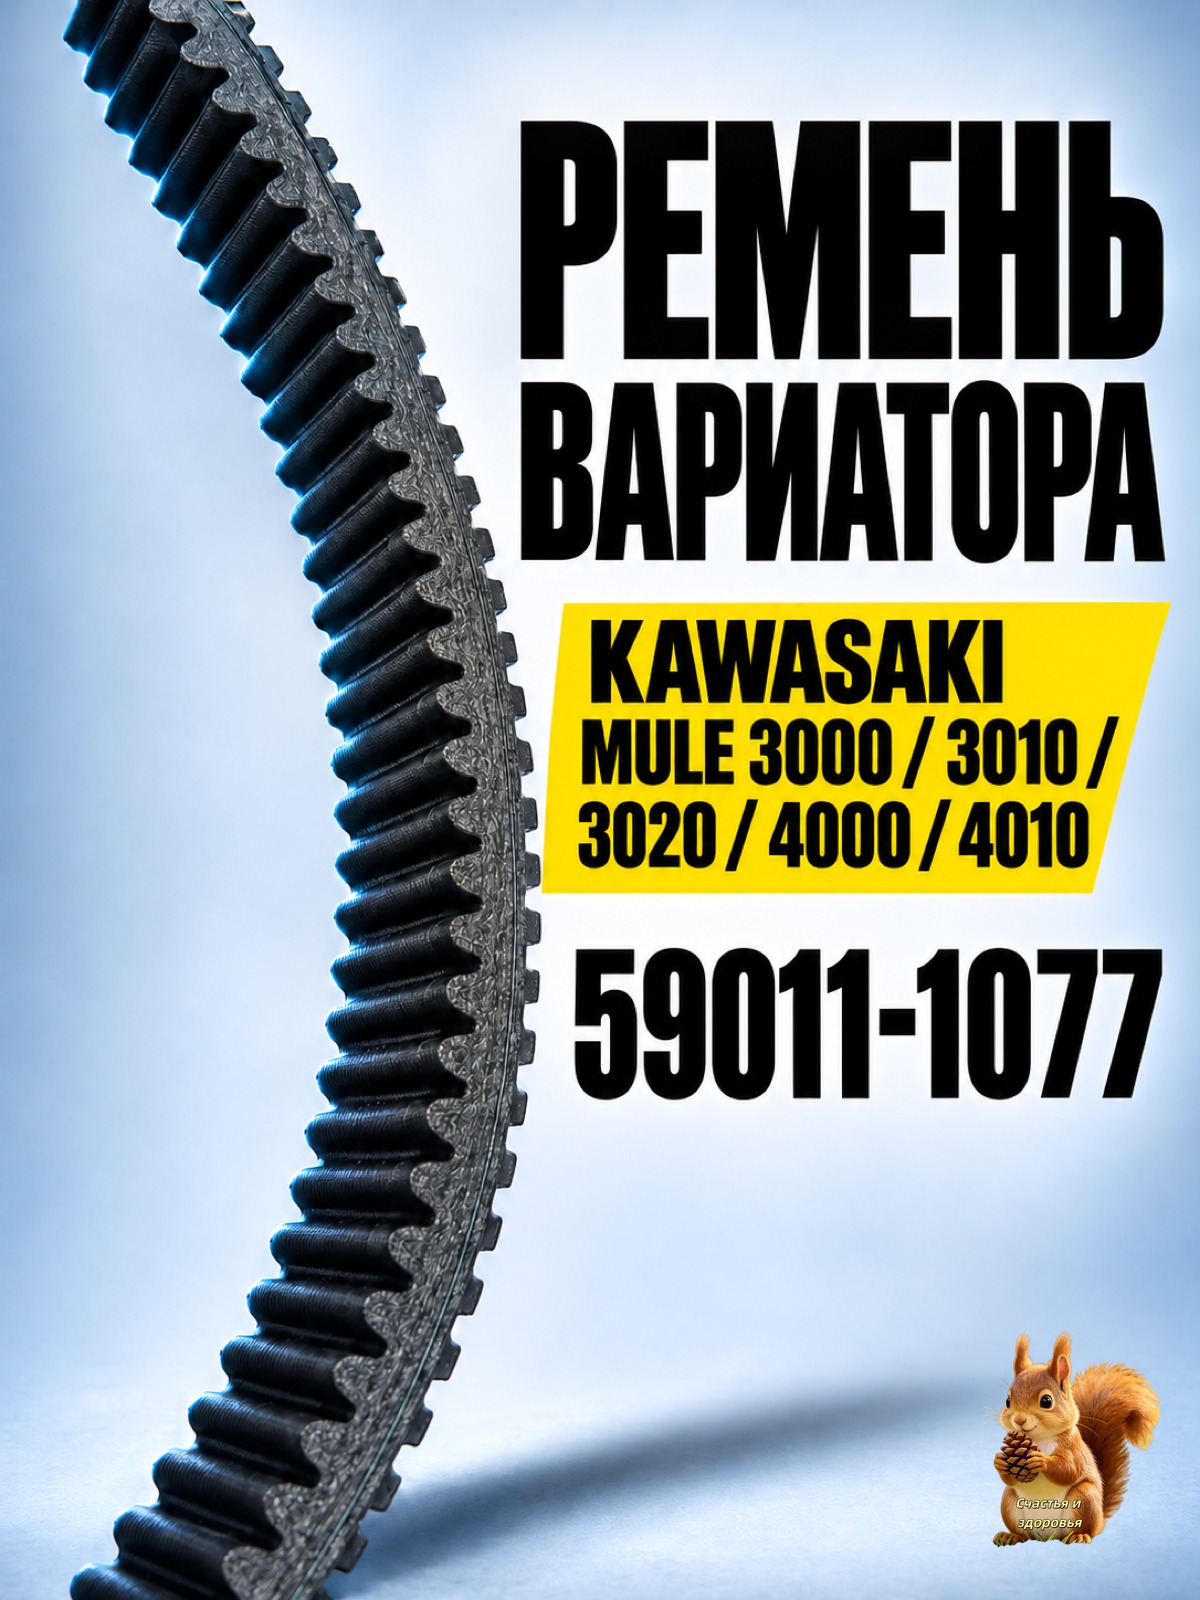 РЕМЕНЬ
ВАРИАТОРА
KAWASAKI
MULE 3000 / 3010 /
3020 / 4000 / 4010
59011-1077
Счастья и
здоровья